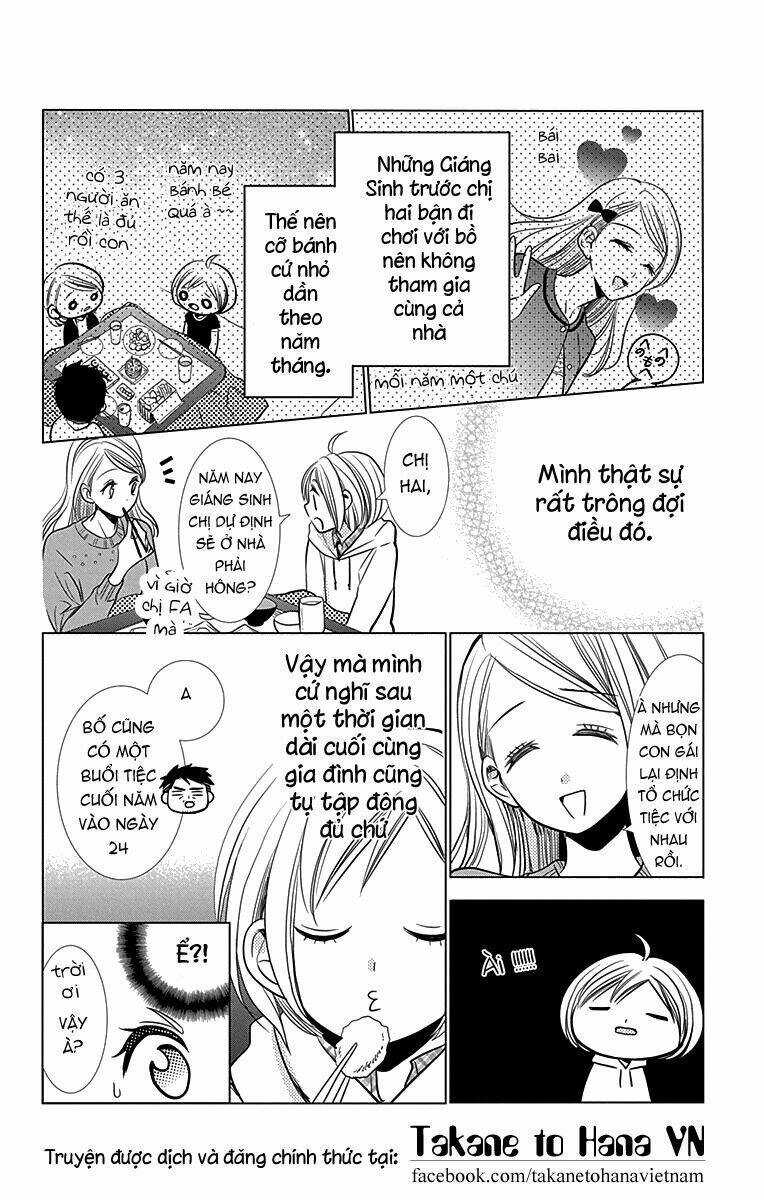 BÁI
BAI
Những Giáng
Sinh trước chị
hai bận đi
chơi với bồ
nên không
tham gia
cùng cả
nhà
mỗi năm một chú
Thế nên
cỡ bánh
cứ nhỏ
dần theo
năm
tháng.
năm nay
Bánh Bé
Quá à ~~
có 3
người ăn
thế là đủ
rồi con
Mình thật sự
rất trông đợi
điều đó.
CHỊ
HAI,
NĂM NAY
GIÁNG SINH
CHỊ DỰ ĐỊNH
SẼ Ở NHÀ
PHẢI
HÔNG?
vì Giờ
chị FA
mà
À NHƯNG
MÀ BỌN
CON GÁI
LẠI ĐỊNH
TỔ CHỨC
TIỆC VỚI
NHAU
RỒI.
Vậy mà mình
cứ nghĩ sau
một thời gian
dài cuối cùng
gia đình cũng
tụ tập đông
đủ chứ
A
BỐ CŨNG
CÓ MỘT
BUỔI TIỆC
CUỐI NĂM
VÀO NGÀY
24
Ài !!!!!
Ể?!
trời
ơi
VẬY
À?
Truyện được dịch và đăng chính thức tại:
Takane to Hana VN
facebook.com/takanetohanavietnam